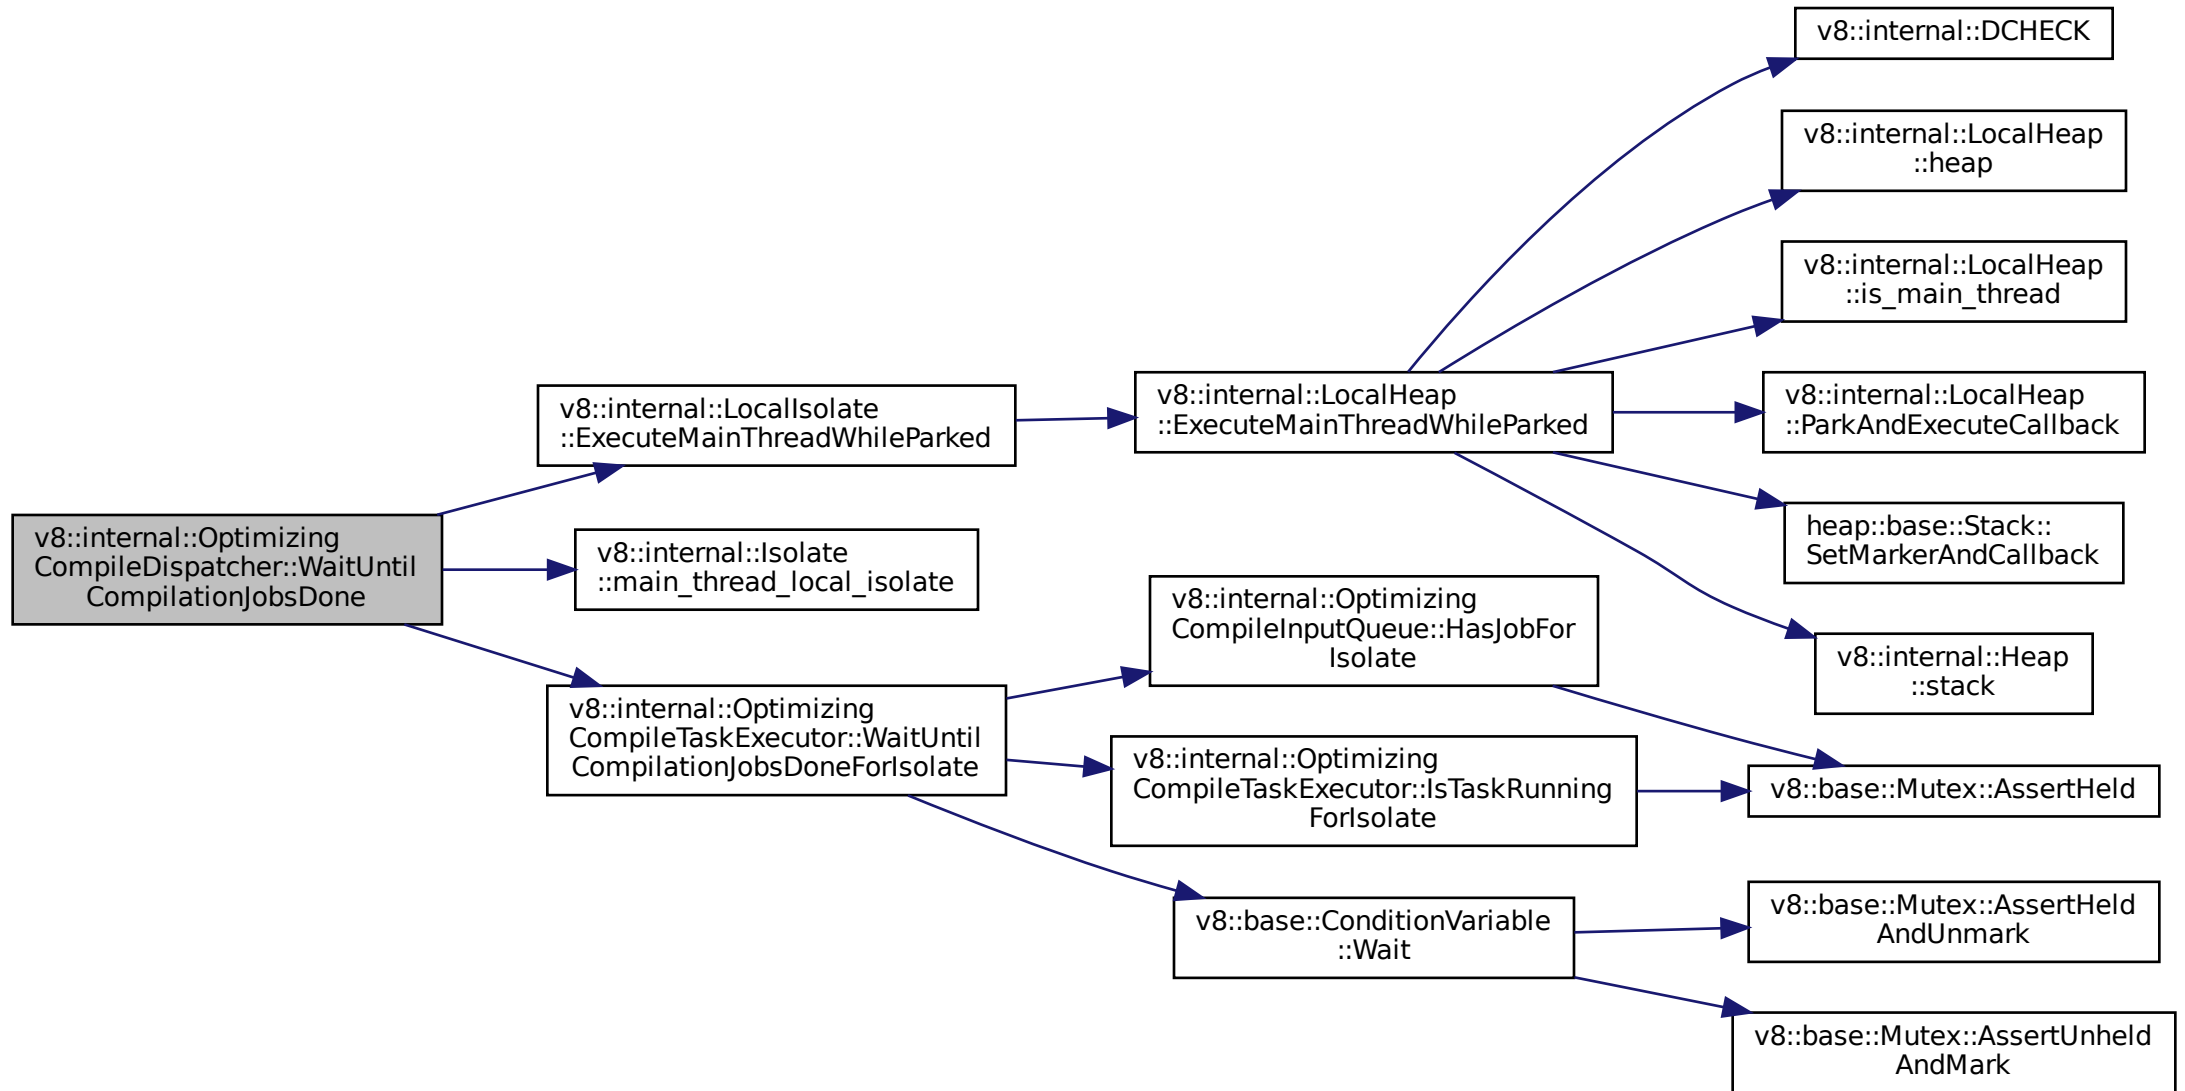 v8::internal::DCHECK
v8::internal::LocalHeap
::heap
v8::internal::LocalHeap
::is_main_thread
v8::internal::LocalIsolate
::ExecuteMainThreadWhileParked
v8::internal::LocalHeap
::ExecuteMainThreadWhileParked
v8::internal::LocalHeap
::ParkAndExecuteCallback
v8::internal::Optimizing
CompileDispatcher::WaitUntil
CompilationJobsDone
v8::internal::Isolate
::main_thread_local_isolate
heap::base::Stack::
SetMarkerAndCallback
v8::internal::Optimizing
CompileInputQueue::HasJobFor
Isolate
v8::internal::Heap
::stack
v8::internal::Optimizing
CompileTaskExecutor::WaitUntil
CompilationJobsDoneForIsolate
v8::internal::Optimizing
CompileTaskExecutor::IsTaskRunning
ForIsolate
v8::base::Mutex::AssertHeld
v8::base::ConditionVariable
::Wait
v8::base::Mutex::AssertHeld
AndUnmark
v8::base::Mutex::AssertUnheld
AndMark